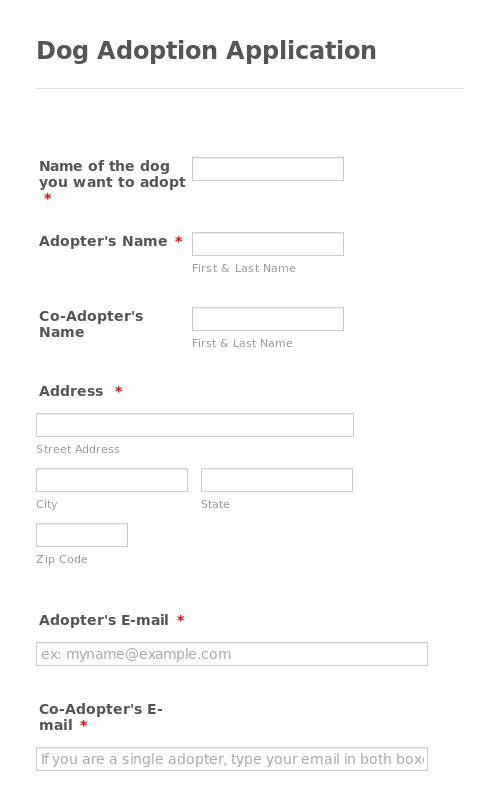 Dog Adoption Application
Name of the dog
you want to adopt
*
Adopter's Name *
First & Last Name
Co-Adopter's
Name
First & Last Name
Address *
Street Address
City
State
Zip Code
Adopter's E-mail *
ex: myname@example.com
Co-Adopter's E-
mail *
If you are a single adopter, type your email in both